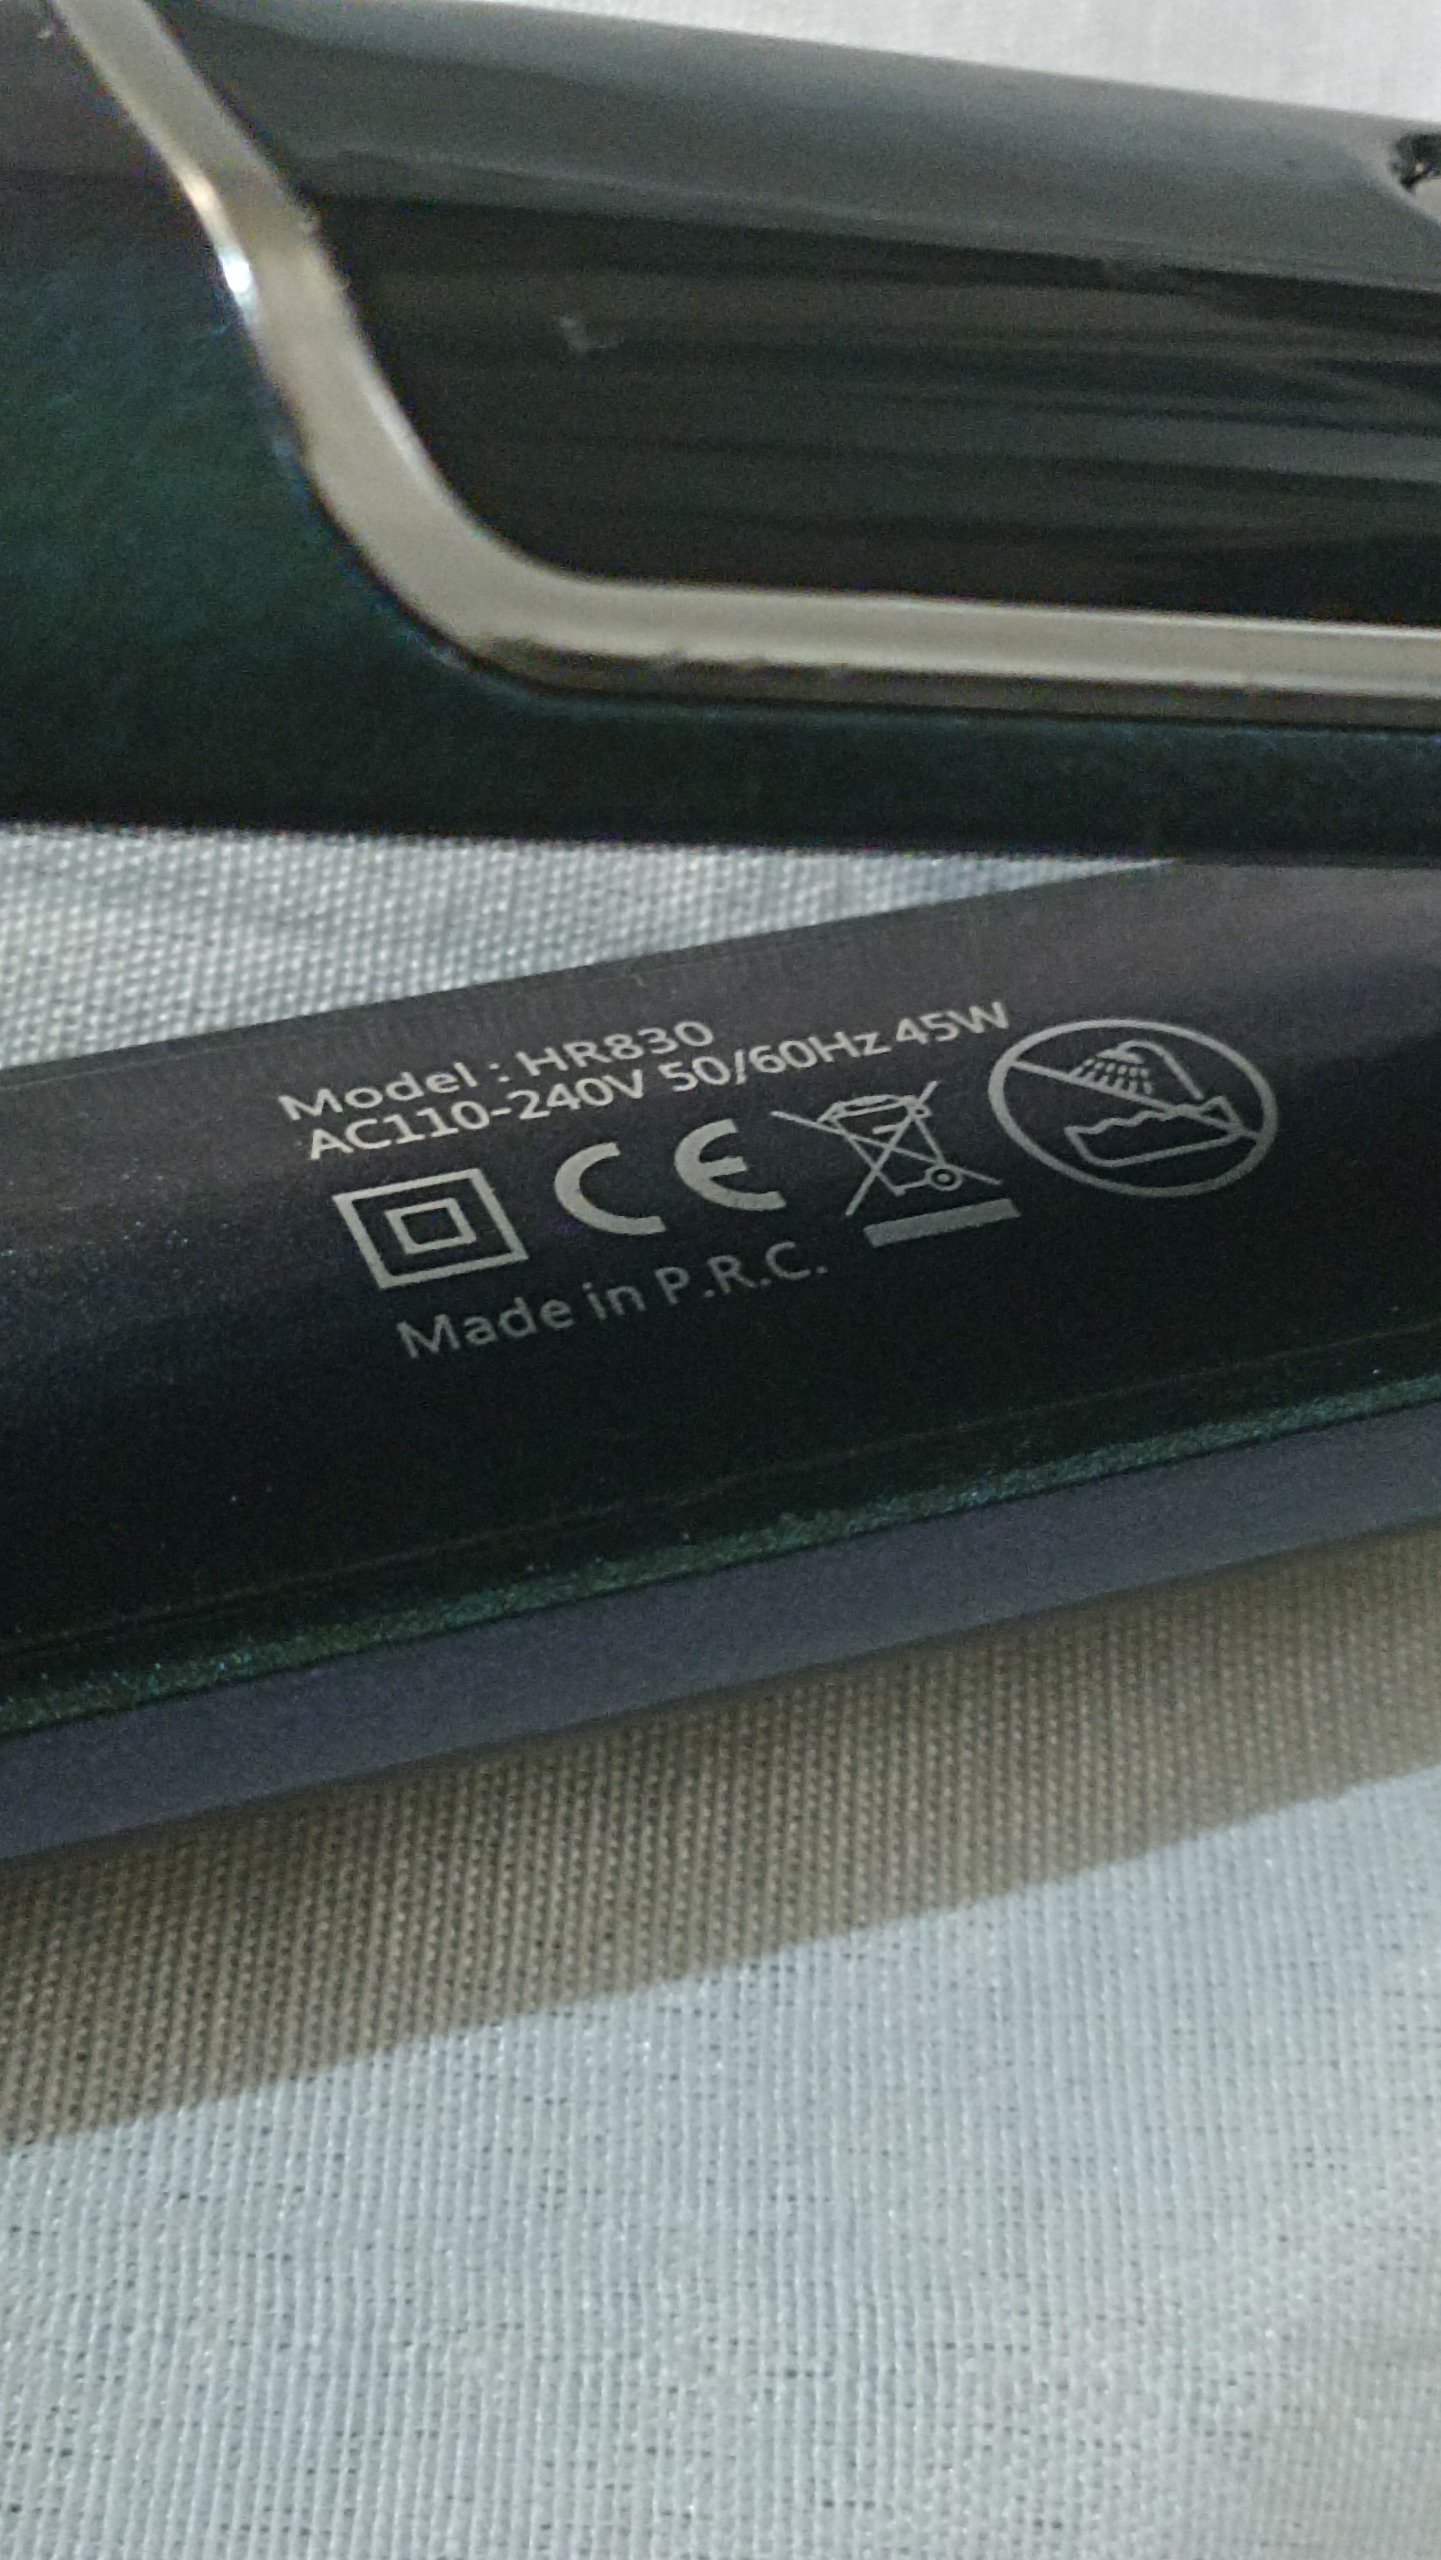 Model : HR830
AC110-240V 50/60Hz 45W
CE
Made in P.R.C.